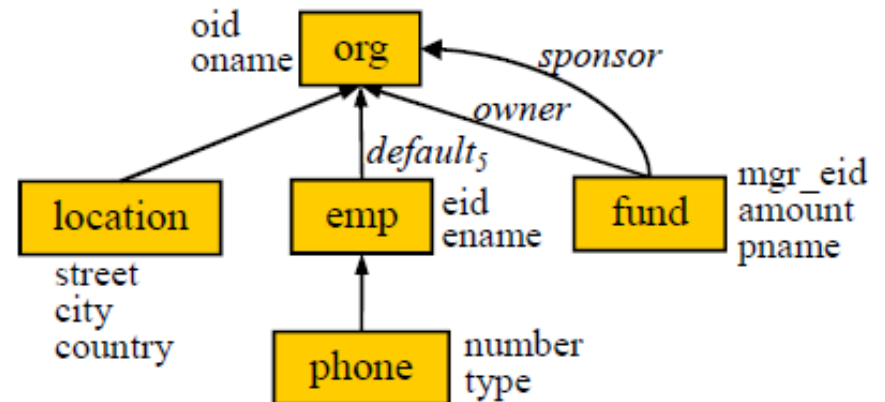 oid
oname
org
sponsor
owner
default₅
location
emp
eid
ename
fund
mgr_eid
amount
pname
street
city
country
phone
number
type